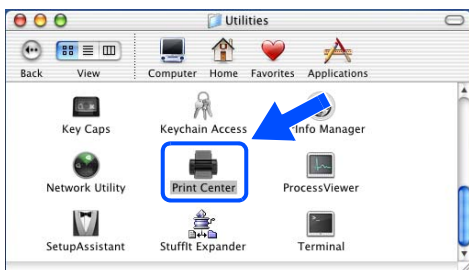 Utilities
Back View Computer Home Favorites Applications
Key Caps Keychain Access Info Manager
Network Utility Print Center ProcessViewer
SetupAssistant StuffIt Expander Terminal